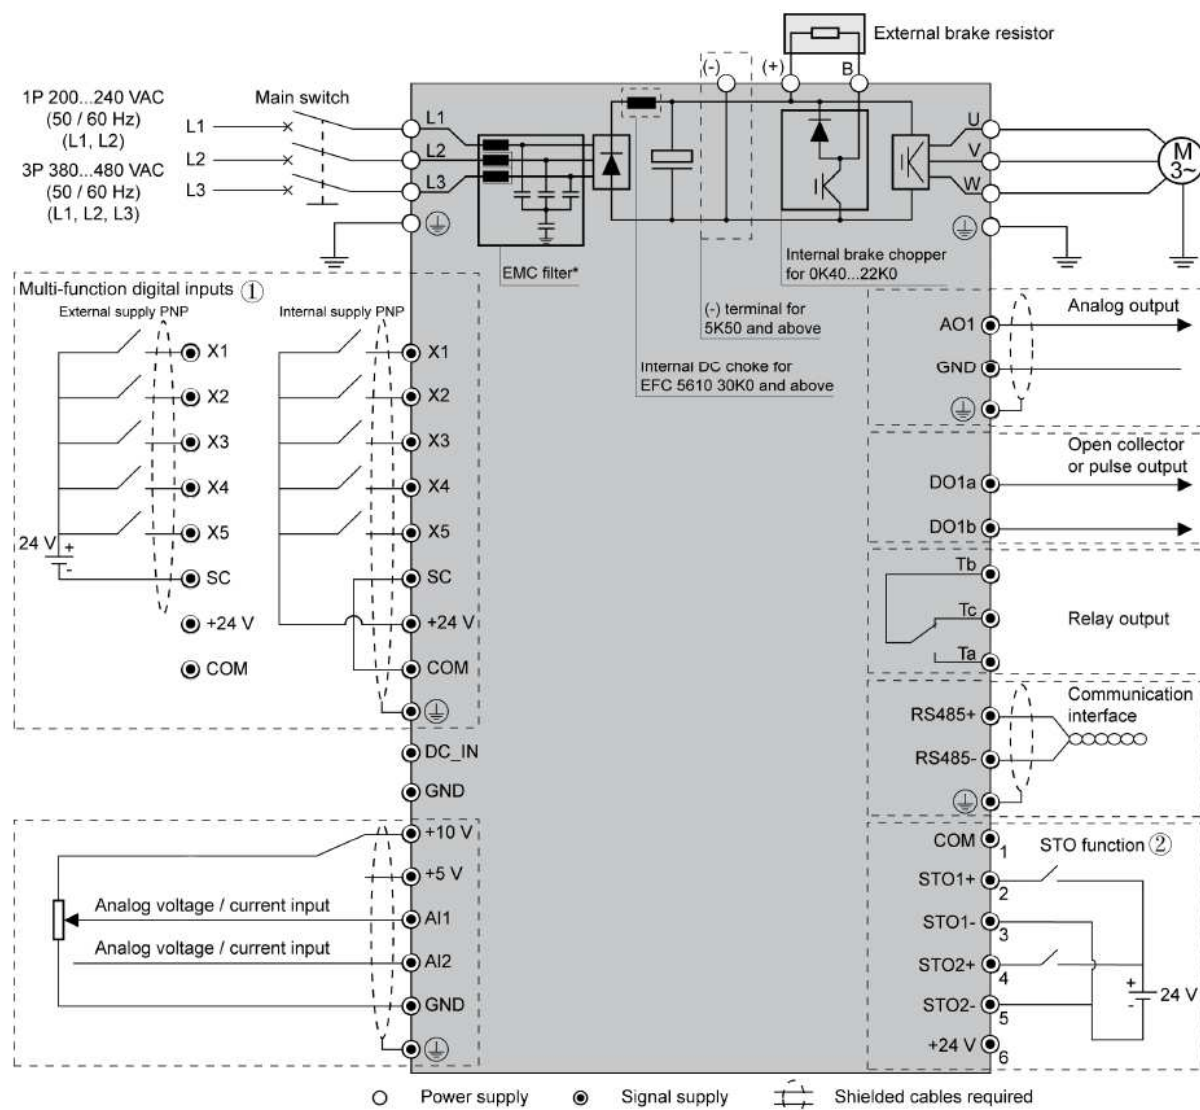 External brake resistor
(-)
(+)
B
1P 200...240 VAC
(50 / 60 Hz)
(L1, L2)
3P 380...480 VAC
(50 / 60 Hz)
(L1, L2, L3)
Main switch
L1
L2
L3
L1
L2
L3
EMC filter*
U
V
W
M
3~
Internal brake chopper
for 0K40...22K0
(-) terminal for
5K50 and above
Internal DC choke for
EFC 5610 30K0 and above
Multi-function digital inputs ①
External supply PNP
Internal supply PNP
X1
X2
X3
X4
X5
24 V
+
-
SC
+24 V
COM
X1
X2
X3
X4
X5
SC
+24 V
COM
DC_IN
GND
+10 V
+5 V
Analog voltage / current input
AI1
Analog voltage / current input
AI2
GND
Analog output
AO1
GND
Open collector
or pulse output
DO1a
DO1b
Tb
Tc
Ta
Relay output
Communication
interface
RS485+
RS485-
STO function ②
COM
1
STO1+
2
STO1-
3
STO2+
4
STO2-
5
+24 V
6
+
-
24 V
Power supply
Signal supply
Shielded cables required